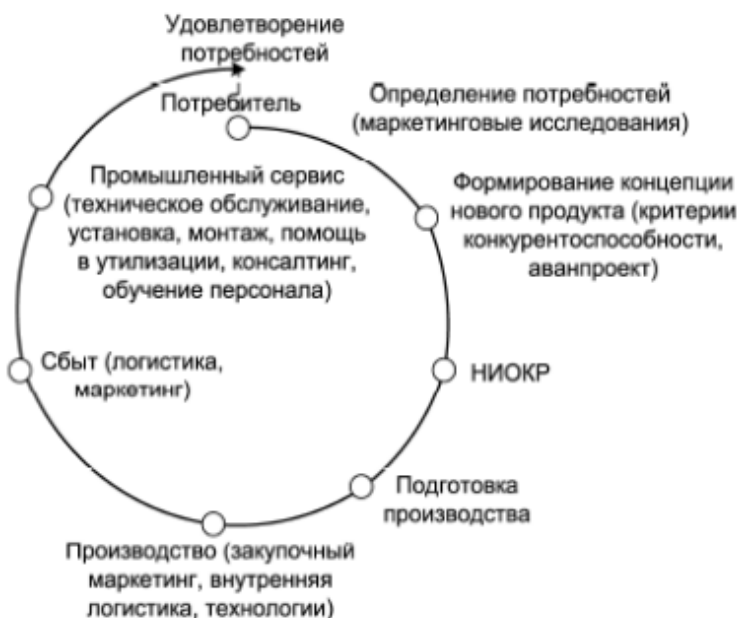 Удовлетворение
потребностей
Потребитель
Определение потребностей
(маркетинговые исследования)
Формирование концепции
нового продукта (критерии
конкурентоспособности,
аванпроект)
НИОКР
Подготовка
производства
Производство (закупочный
маркетинг, внутренняя
логистика, технологии)
Сбыт (логистика,
маркетинг)
Промышленный сервис
(техническое обслуживание,
установка, монтаж, помощь
в утилизации, консалтинг,
обучение персонала)